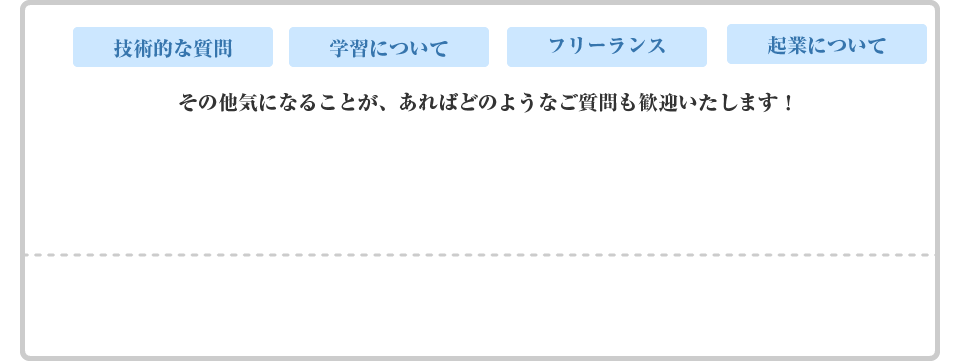 技術的な質問
学習について
フリーランス
起業について
その他気になることが、あればどのようなご質問も歓迎いたします！